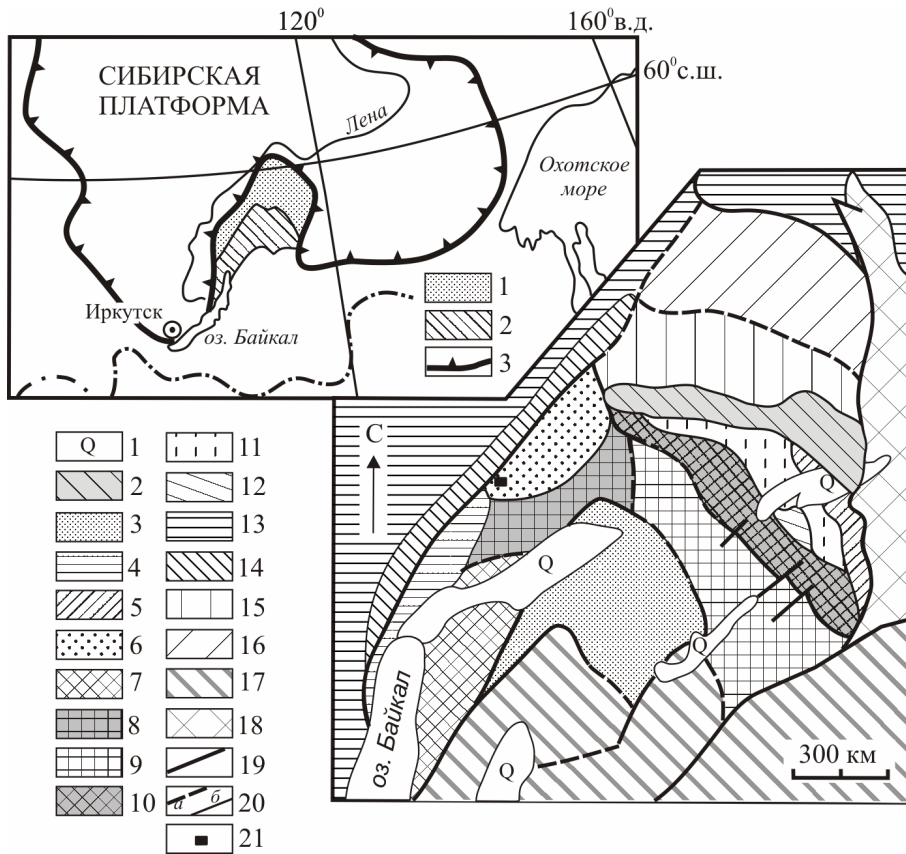 120⁰
160⁰в.д.
СИБИРСКАЯ
ПЛАТФОРМА
60⁰с.ш.
Лена
Охотское
море
1
2
3
Иркутск
оз. Байкал
С
Q 1
2
3
4
5
6
7
8
9
10
11
12
13
14
15
16
17
18
19
а б 20
21
Q
Q
Q
Q
оз. Байкал
300 км